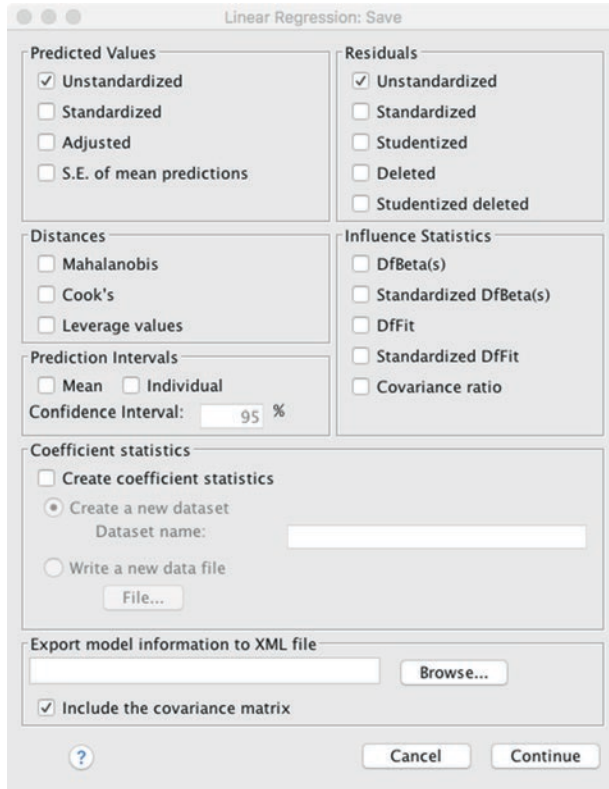 Linear Regression: Save
Predicted Values
Unstandardized
Standardized
Adjusted
S.E. of mean predictions
Residuals
Unstandardized
Standardized
Studentized
Deleted
Studentized deleted
Distances
Mahalanobis
Cook's
Leverage values
Influence Statistics
DfBeta(s)
Standardized DfBeta(s)
DfFit
Standardized DfFit
Covariance ratio
Prediction Intervals
Mean Individual
Confidence Interval: 95 %
Coefficient statistics
Create coefficient statistics
Create a new dataset
Dataset name:
Write a new data file
File...
Export model information to XML file
Browse...
Include the covariance matrix
? Cancel Continue